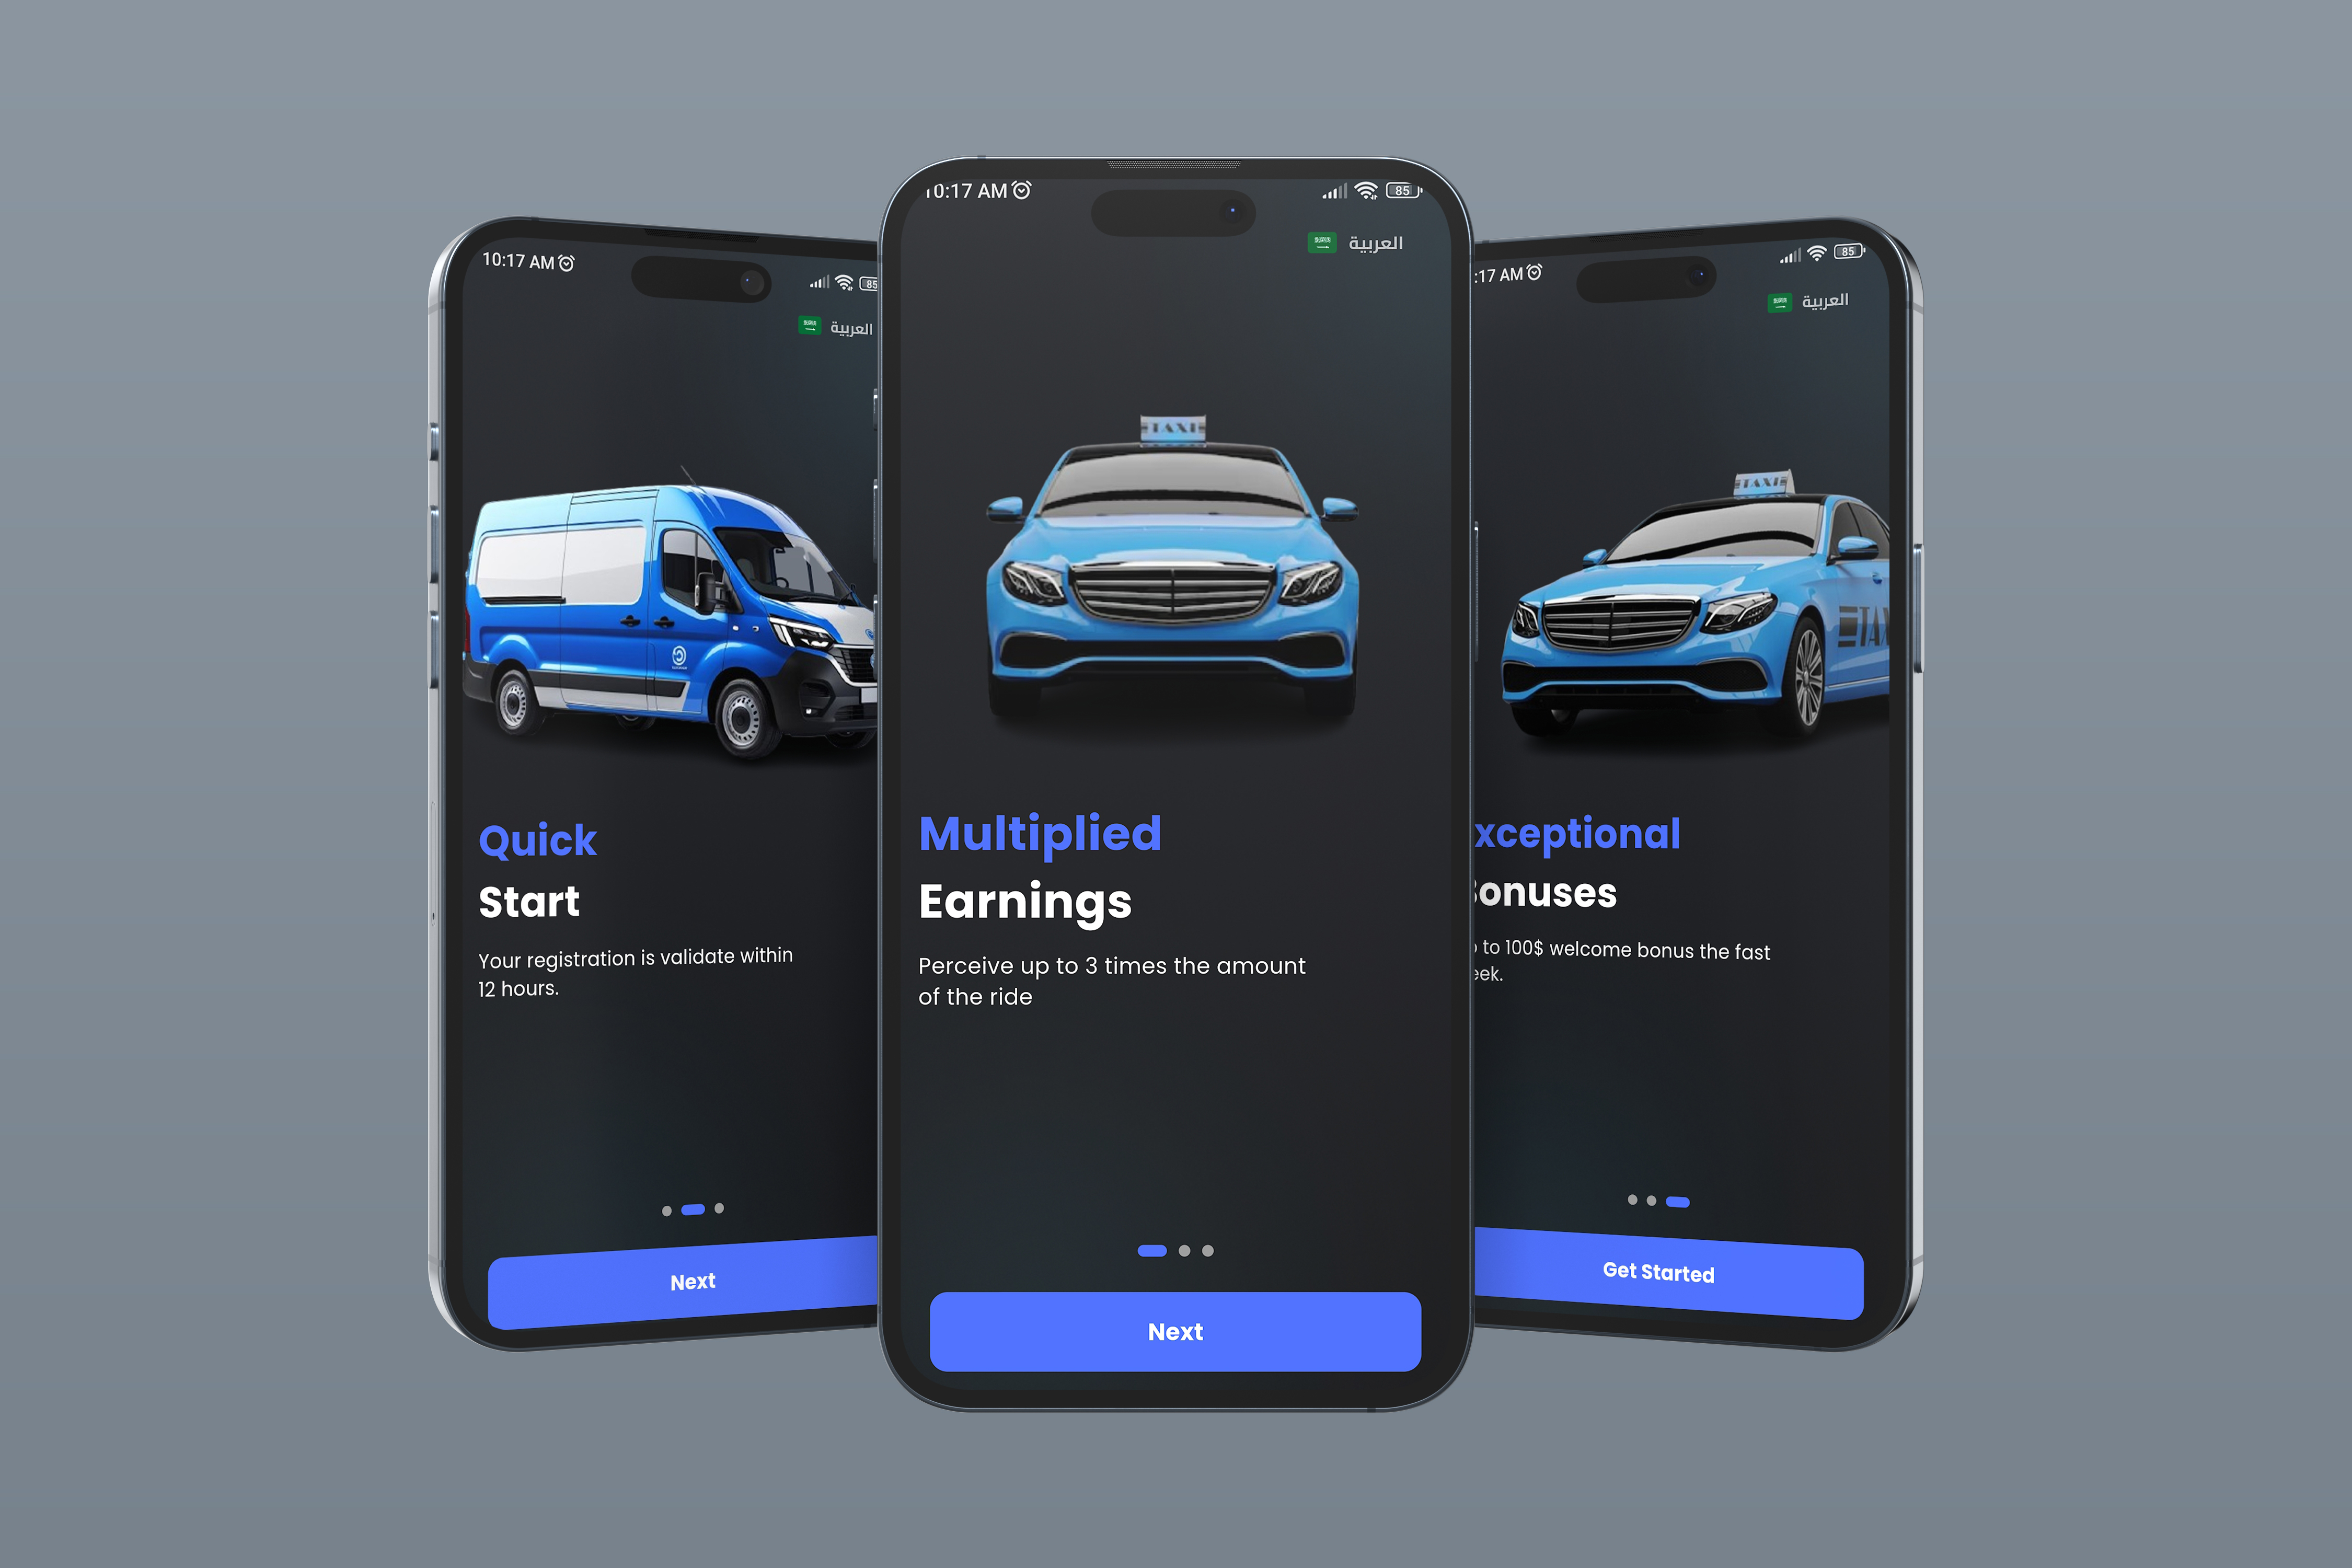 10:17 AM
85
العربية
Quick
Start
Your registration is validate within
12 hours.
Next
0:17 AM
85
العربية
TAXI
Multiplied
Earnings
Perceive up to 3 times the amount
of the ride
Next
:17 AM
85
العربية
TAXI
TAX
xceptional
onuses
to 100$ welcome bonus the fast
eek.
Get Started